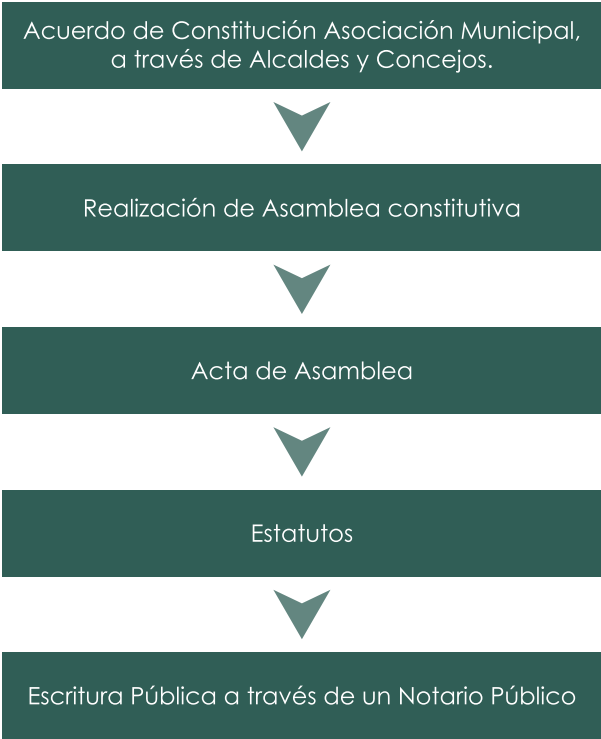 Acuerdo de Constitución Asociación Municipal,
a través de Alcaldes y Concejos.
Realización de Asamblea constitutiva
Acta de Asamblea
Estatutos
Escritura Pública a través de un Notario Público